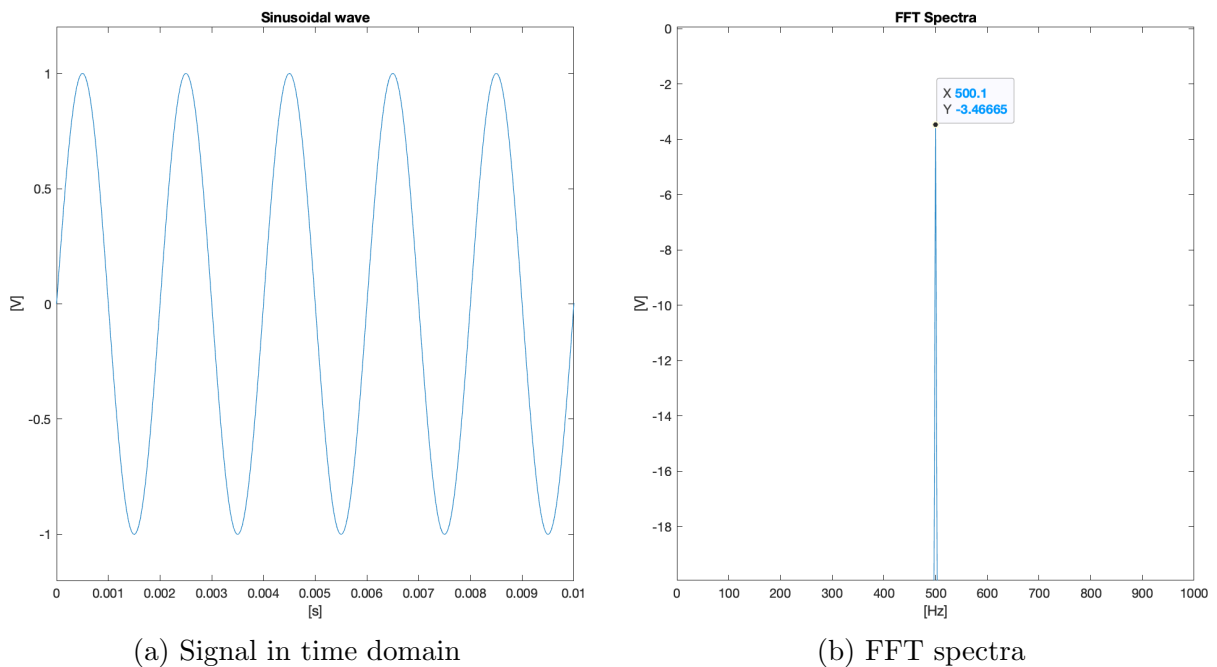 Sinusoidal wave
1
0.5
0
-0.5
-1
[V]
0 0.001 0.002 0.003 0.004 0.005 0.006 0.007 0.008 0.009 0.01
[s]
(a) Signal in time domain
FFT Spectra
0
-2
-4
-6
-8
-10
-12
-14
-16
-18
[V]
X 500.1
Y -3.46665
0 100 200 300 400 500 600 700 800 900 1000
[Hz]
(b) FFT spectra